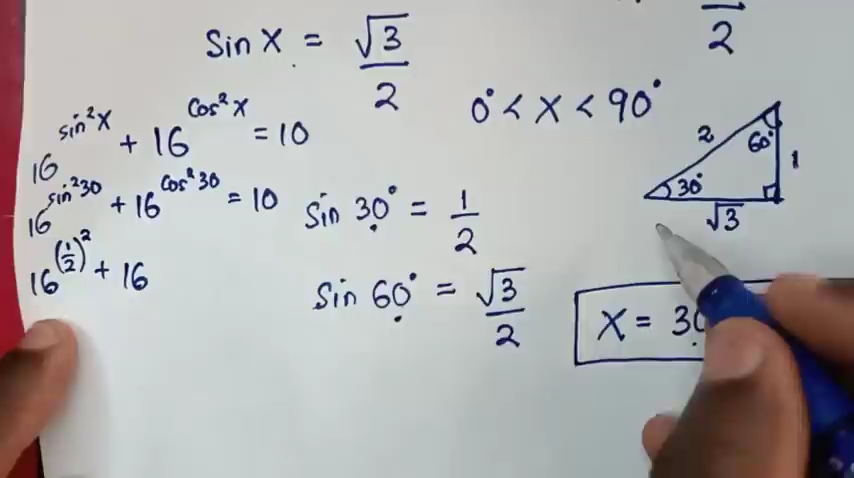 2
Sin X = √3/2
0° < X < 90°
16^(sin²X) + 16^(Cos²X) = 10
16^(sin²30) + 16^(Cos²30) = 10
16^((1/2)²) + 16
Sin 30° = 1/2
Sin 60° = √3/2
2
60°
1
30°
√3
X = 30